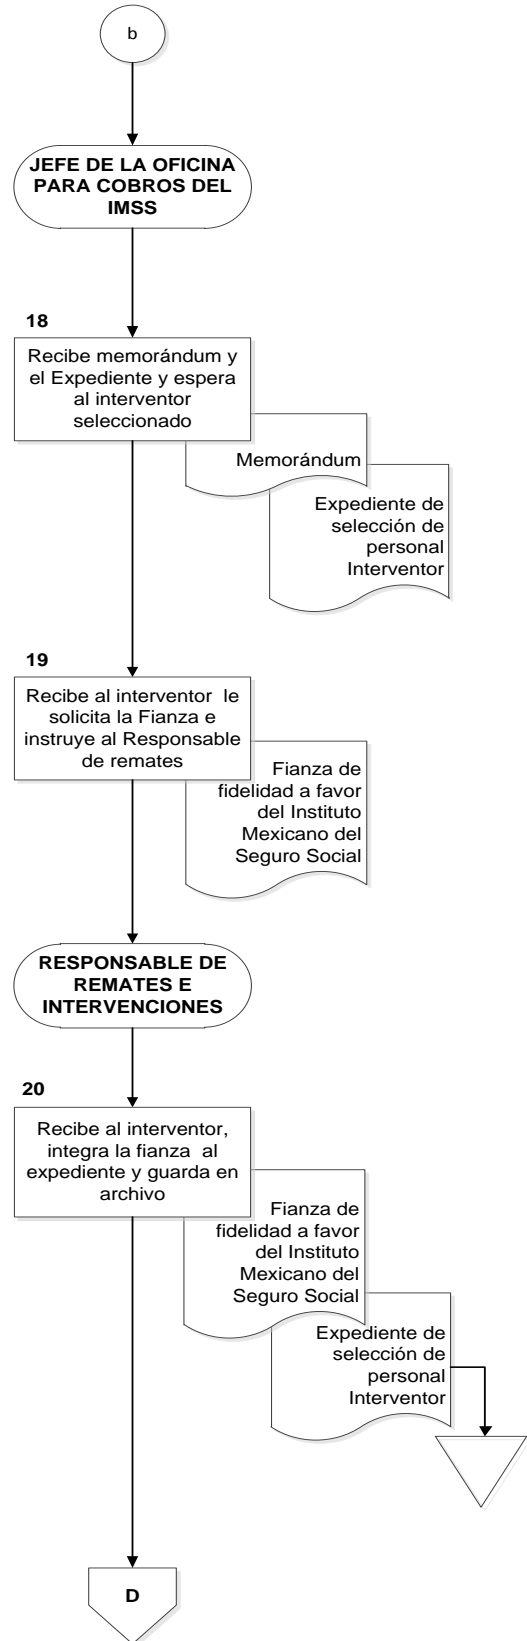 b
JEFE DE LA OFICINA
PARA COBROS DEL
IMSS
18
Recibe memorándum y
el Expediente y espera
al interventor
seleccionado
Memorándum
Expediente de
selección de
personal
Interventor
19
Recibe al interventor le
solicita la Fianza e
instruye al Responsable
de remates
Fianza de
fidelidad a favor
del Instituto
Mexicano del
Seguro Social
RESPONSABLE DE
REMATES E
INTERVENCIONES
20
Recibe al interventor,
integra la fianza al
expediente y guarda en
archivo
Fianza de
fidelidad a favor
del Instituto
Mexicano del
Seguro Social
Expediente de
selección de
personal
Interventor
D